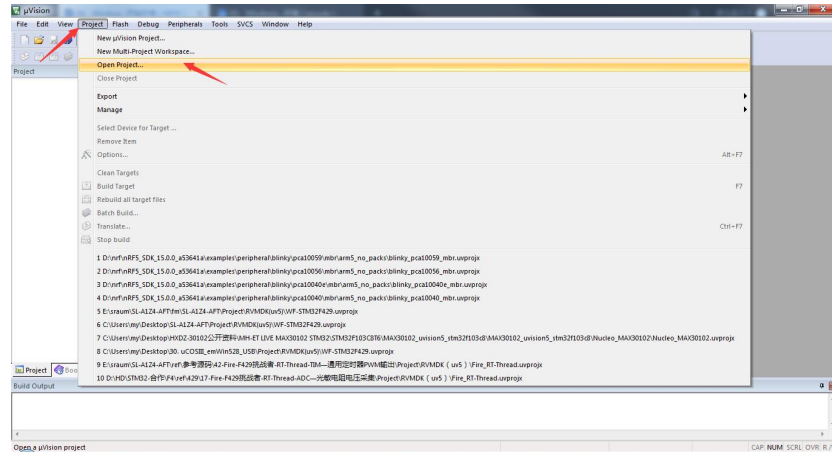 µVision
File Edit View Project Flash Debug Peripherals Tools SVCS Window Help
New µVision Project...
New Multi-Project Workspace...
Project
Open Project...
Close Project
Export
Manage
Select Device for Target ...
Remove Item
Options... Alt+F7
Clean Targets
Build Target F7
Rebuild all target files
Batch Build...
Translate... Ctrl+F7
Stop build
1 D:\nrf\nRF5_SDK_15.0.0_a53641a\examples\peripheral\blinky\pca10059\mbr\arm5_no_packs\blinky_pca10059_mbr.uvprojx
2 D:\nrf\nRF5_SDK_15.0.0_a53641a\examples\peripheral\blinky\pca10056\mbr\arm5_no_packs\blinky_pca10056_mbr.uvprojx
3 D:\nrf\nRF5_SDK_15.0.0_a53641a\examples\peripheral\blinky\pca10040e\mbr\arm5_no_packs\blinky_pca10040e_mbr.uvprojx
4 D:\nrf\nRF5_SDK_15.0.0_a53641a\examples\peripheral\blinky\pca10040\mbr\arm5_no_packs\blinky_pca10040_mbr.uvprojx
5 E:\sraum\SL-A1Z4-AFT\fm\SL-A1Z4-AFT\Project\RVMDK(uv5)\WF-STM32F429.uvprojx
6 C:\Users\my\Desktop\SL-A1Z4-AFT\Project\RVMDK(uv5)\WF-STM32F429.uvprojx
7 C:\Users\my\Desktop\HXDZ-30102公开资料\MH-ET LIVE MAX30102 STM32\STM32F103C8T6\MAX30102_uvision5_stm32f103c8\MAX30102_uvision5_stm32f103c8\Nucleo_MAX30102\Nucleo_MAX30102.uvprojx
8 C:\Users\my\Desktop\30. uCOSIII_emWin528_USB\Project\RVMDK(uv5)\WF-STM32F429.uvprojx
9 E:\sraum\SL-A1Z4-AFT\ref\参考源码\42-Fire-F429挑战者-RT-Thread-TIM—通用定时器PWM输出\Project\RVMDK（uv5）\Fire_RT-Thread.uvprojx
10 D:\HD\STM32-合作\F4\ref\429\17-Fire-F429挑战者-RT-Thread-ADC—光敏电阻电压采集\Project\RVMDK（uv5）\Fire_RT-Thread.uvprojx
Project Boo
Build Output
Open a µVision project CAP NUM SCRL OVR R